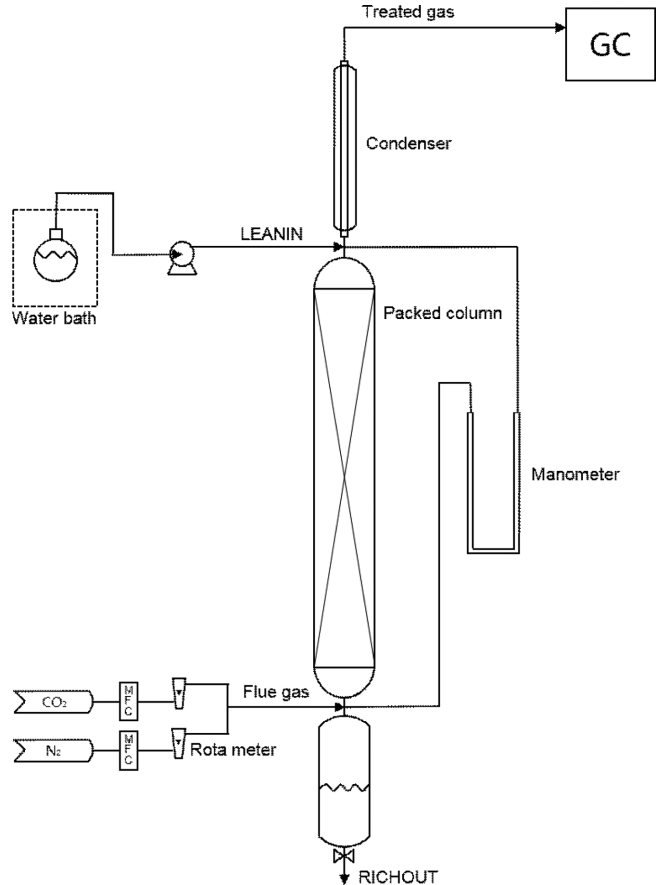 Treated gas
GC
Condenser
LEANIN
Water bath
Packed column
Manometer
CO₂
MFC
Flue gas
N₂
MFC
Rota meter
RICHOUT